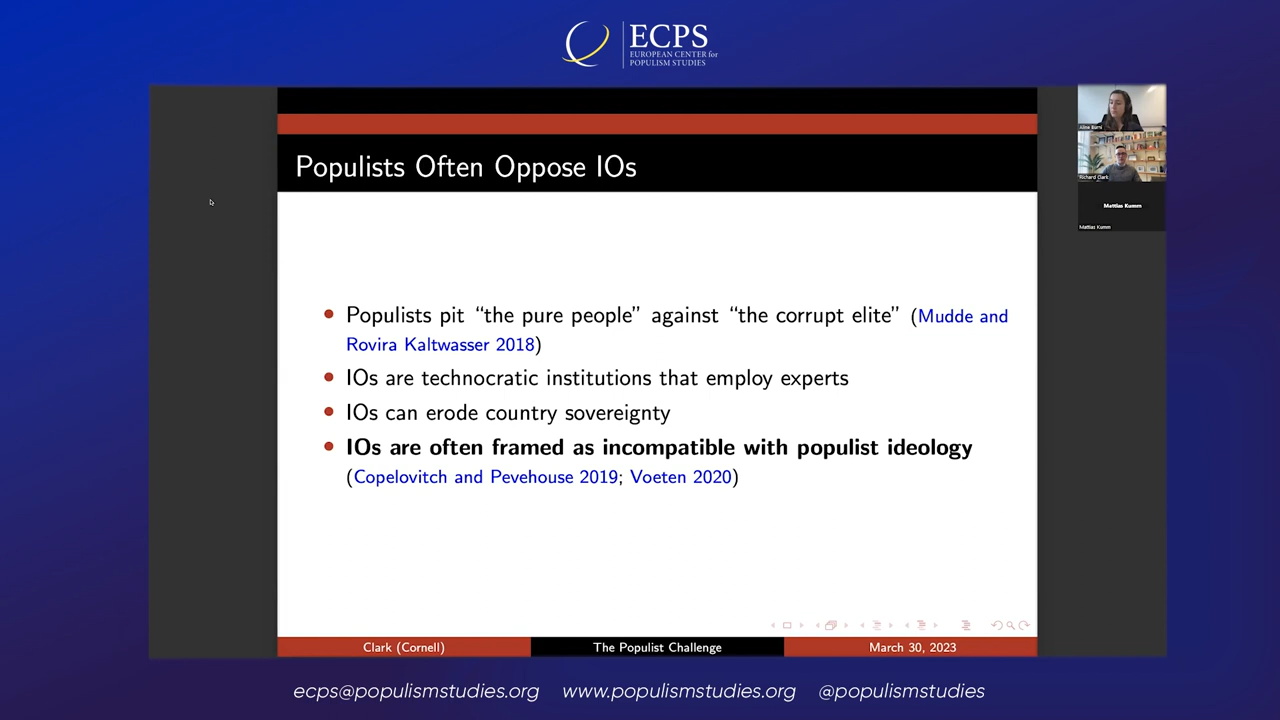 ECPS
EUROPEAN CENTER for
POPULISM STUDIES
Populists Often Oppose IOs
Populists pit “the pure people” against “the corrupt elite” (Mudde and
Rovira Kaltwasser 2018)
IOs are technocratic institutions that employ experts
IOs can erode country sovereignty
IOs are often framed as incompatible with populist ideology
(Copelovitch and Pevehouse 2019; Voeten 2020)
Clark (Cornell)
The Populist Challenge
March 30, 2023
Aline Burni
Richard Clark
Mattias Kumm
Mattias Kumm
ecps@populismstudies.org
www.populismstudies.org
@populismstudies